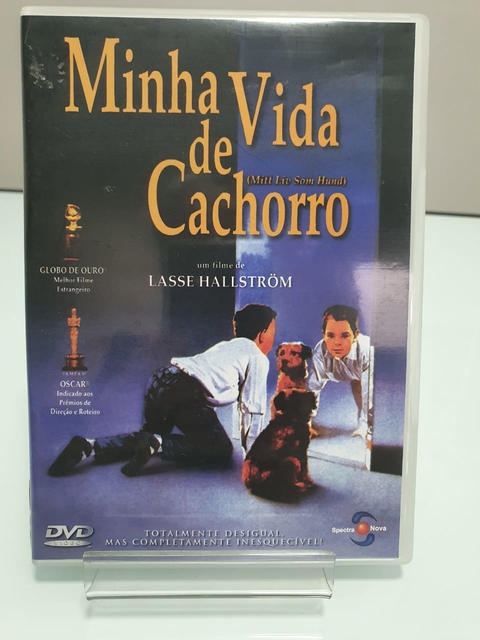 Minha Vida
de
(Mitt Liv Som Hund)
Cachorro
um filme de
LASSE HALLSTRÖM
GLOBO DE OURO®
Melhor Filme
Estrangeiro
OSCAR®
Indicado aos
Prêmios de
Direção e Roteiro
DVD
VIDEO
TOTALMENTE DESIGUAL,
MAS COMPLETAMENTE INESQUECÍVEL!
Spectra Nova